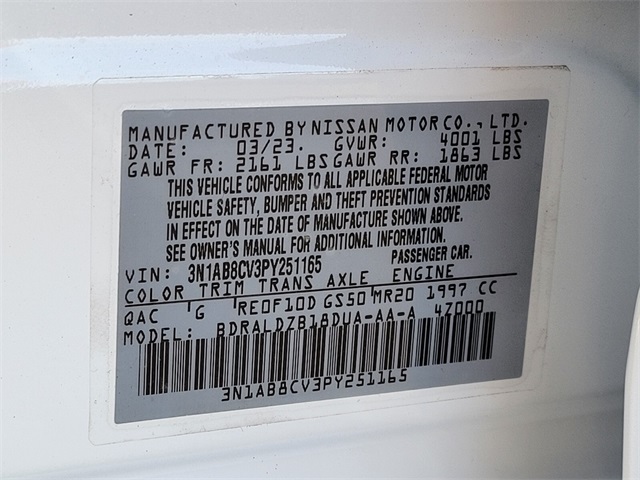 MANUFACTURED BY NISSAN MOTOR CO., LTD.
DATE: 03/23. GVWR: 4001 LBS
GAWR FR: 2161 LBS GAWR RR: 1863 LBS
THIS VEHICLE CONFORMS TO ALL APPLICABLE FEDERAL MOTOR
VEHICLE SAFETY, BUMPER AND THEFT PREVENTION STANDARDS
IN EFFECT ON THE DATE OF MANUFACTURE SHOWN ABOVE.
SEE OWNER'S MANUAL FOR ADDITIONAL INFORMATION.
VIN: 3N1AB8CV3PY251165 PASSENGER CAR.
COLOR TRIM TRANS AXLE ENGINE
QAC G RE0F10D GS50 MR20 1997 CC
MODEL: BDRALDZB18DUA-AA-A 4Z000
3N1AB8CV3PY251165